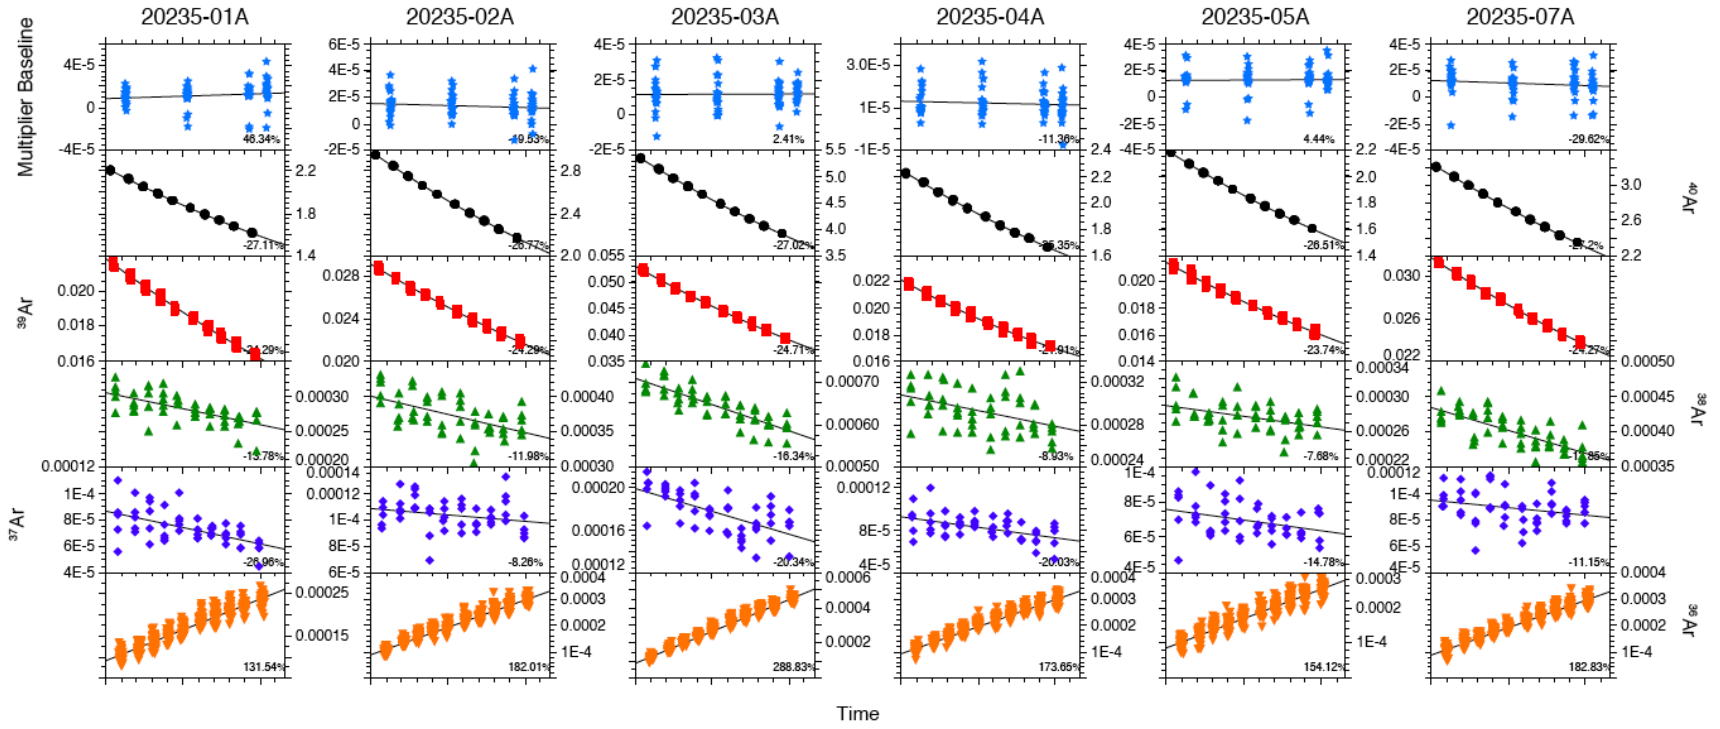 20235-01A 20235-02A 20235-03A 20235-04A 20235-05A 20235-07A
Multiplier Baseline
4E-5 0 -4E-5 46.34%
6E-5 4E-5 2E-5 0 -2E-5 -19.53%
4E-5 2E-5 0 -2E-5 2.41%
3.0E-5 1E-5 -1E-5 -11.36%
4E-5 2E-5 0 -2E-5 -4E-5 4.44%
4E-5 2E-5 0 -2E-5 -4E-5 -29.62%
40Ar
2.2 1.8 1.4 -27.11%
2.8 2.4 2.0 -26.77%
5.5 5.0 4.5 4.0 3.5 -27.02%
2.4 2.2 2.0 1.8 1.6 -25.35%
2.2 2.0 1.8 1.6 1.4 -26.51%
3.0 2.6 2.2 -27.2%
39Ar
0.020 0.018 0.016
0.028 0.024 0.020 -24.29%
0.055 0.050 0.045 0.040 0.035 -24.71%
0.022 0.020 0.018 0.016
0.020 0.018 0.016 0.014 -23.74%
0.030 0.026 0.022 -24.27%
38Ar
0.00030 0.00025 0.00020 -13.78%
0.00040 0.00035 0.00030 -11.98%
0.00070 0.00060 0.00050 -16.34%
0.00032 0.00028 0.00024 -8.93%
0.00034 0.00030 0.00026 0.00022 -7.68%
0.00050 0.00045 0.00040 0.00035
37Ar
0.00012 1E-4 8E-5 6E-5 4E-5 -26.96%
0.00014 0.00012 1E-4 8E-5 6E-5 -8.26%
0.00020 0.00016 0.00012 -20.34%
0.00012 8E-5 4E-5 -20.03%
1E-4 8E-5 6E-5 4E-5 -14.78%
0.00012 1E-4 8E-5 6E-5 4E-5 -11.15%
36Ar
0.00025 0.00015 131.54%
0.0004 0.0003 0.0002 1E-4 182.01%
0.0006 0.0004 0.0002 288.83%
0.0004 0.0003 0.0002 1E-4 173.65%
0.0003 0.0002 1E-4 154.12%
0.0004 0.0003 0.0002 1E-4 182.83%
Time